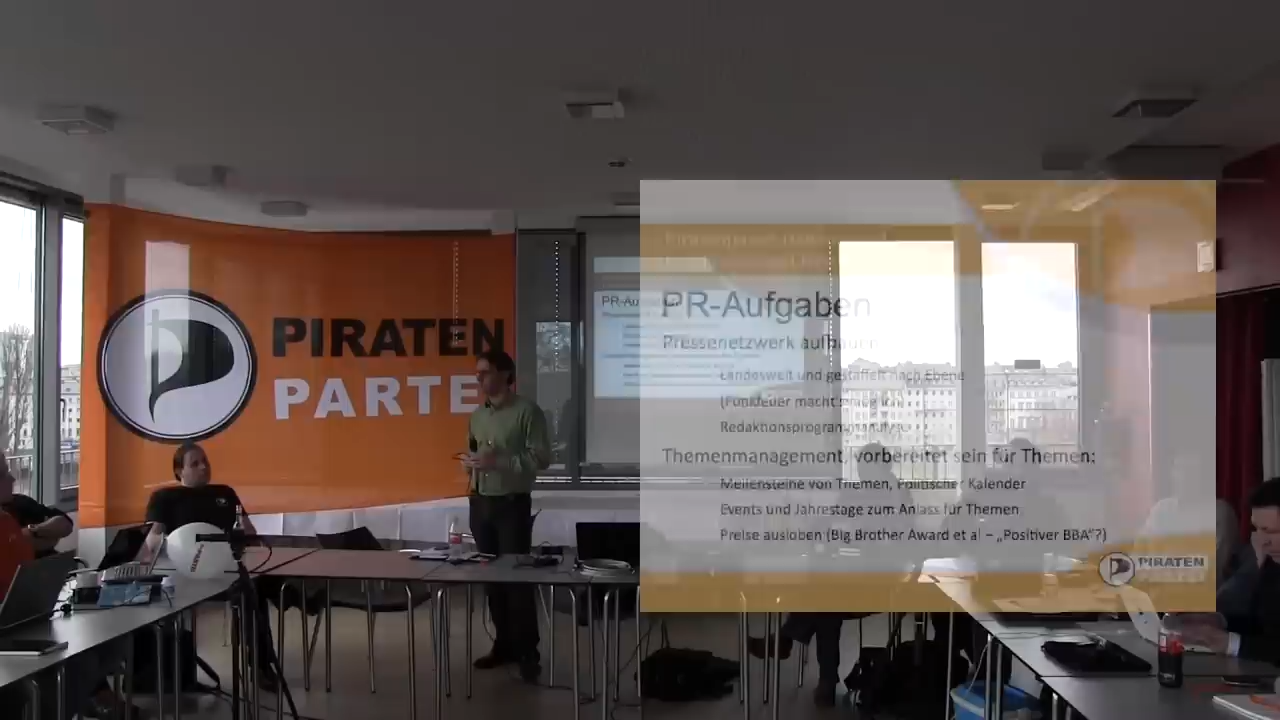 PIRATEN
PARTE
PR-Aufgaben
Pressenetzwerk aufbauen
Landesweit und gestaffelt nach Ebene
(Funkfeuer macht
Themenmanagement, vorbereitet sein für Themen:
Meilensteine von Themen, Politischer Kalender
Events und Jahrestage zum Anlass für Themen
Preise ausloben (Big Brother Award et al – „Positiver BBA“?)
PIRATEN